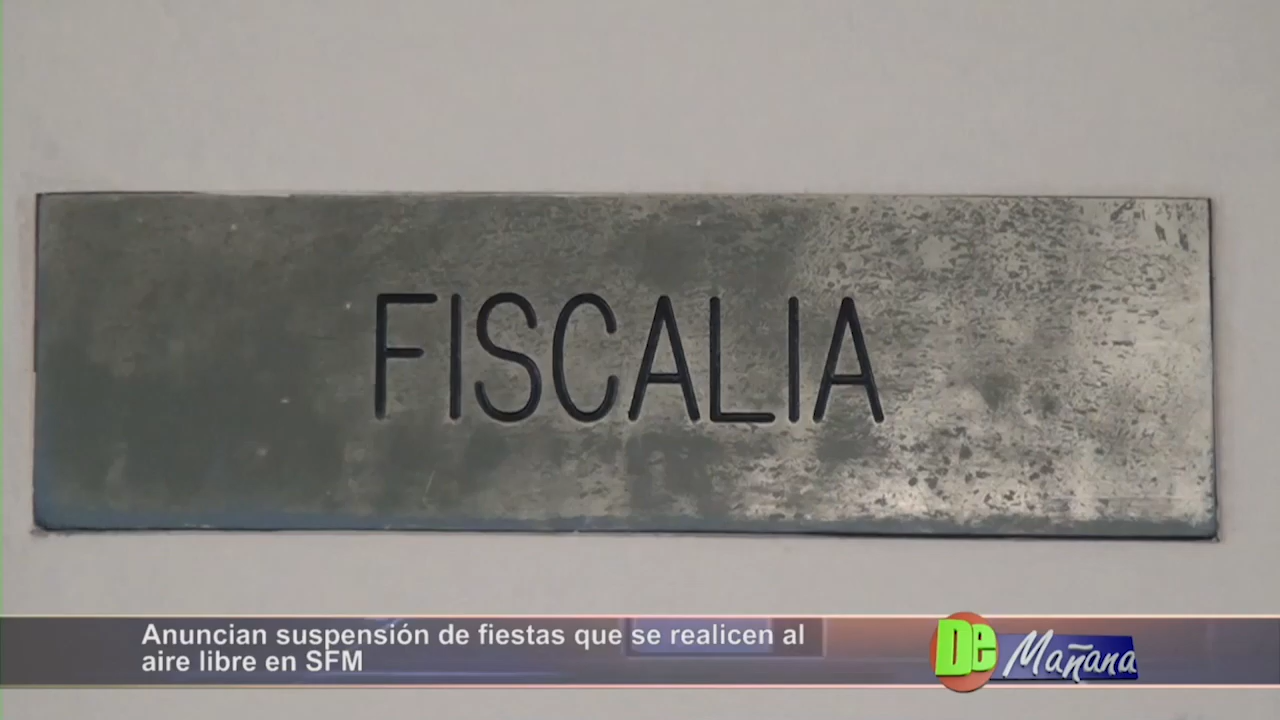 FISCALIA
Anuncian suspensión de fiestas que se realicen al
aire libre en SFM
De Mañana